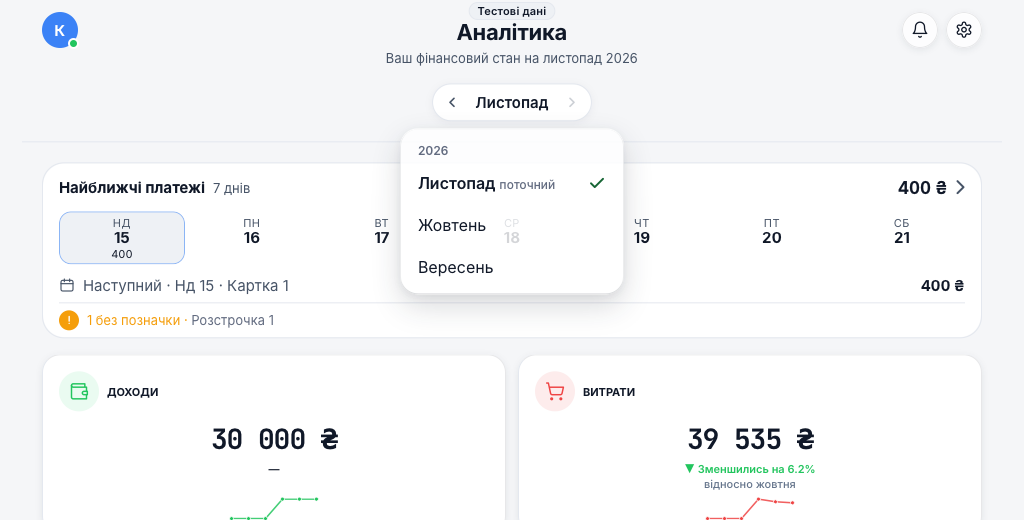 К
Тестові дані
Аналітика
Ваш фінансовий стан на листопад 2026
Листопад
2026
Листопад поточний
Жовтень
Вересень
Найближчі платежі 7 днів
400 ₴
НД ПН ВТ СР ЧТ ПТ СБ
15 16 17 18 19 20 21
400
Наступний · Нд 15 · Картка 1
400 ₴
! 1 без позначки · Розстрочка 1
ДОХОДИ
30 000 ₴
—
ВИТРАТИ
39 535 ₴
▼ Зменшились на 6.2%
відносно жовтня